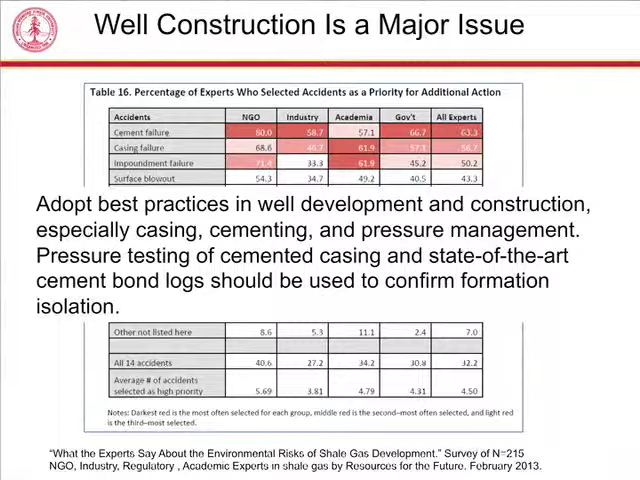 Well Construction Is a Major Issue
Table 16. Percentage of Experts Who Selected Accidents as a Priority for Additional Action
Accidents NGO Industry Academia Gov't All Experts
Cement failure 80.0 58.7 57.1 66.7 63.3
Casing failure 68.6 46.7 61.9 57.1 56.7
Impoundment failure 71.4 33.3 61.9 45.2 50.2
Surface blowout 54.3 34.7 49.2 40.5 43.3
Adopt best practices in well development and construction,
especially casing, cementing, and pressure management.
Pressure testing of cemented casing and state-of-the-art
cement bond logs should be used to confirm formation
isolation.
Other not listed here 8.6 5.3 11.1 2.4 7.0
All 14 accidents 40.6 27.2 34.2 30.8 32.2
Average # of accidents
selected as high priority 5.69 3.81 4.79 4.31 4.50
Notes: Darkest red is the most often selected for each group, middle red is the second–most often selected, and light red
is the third–most selected.
“What the Experts Say About the Environmental Risks of Shale Gas Development.” Survey of N=215
NGO, Industry, Regulatory , Academic Experts in shale gas by Resources for the Future. February 2013.